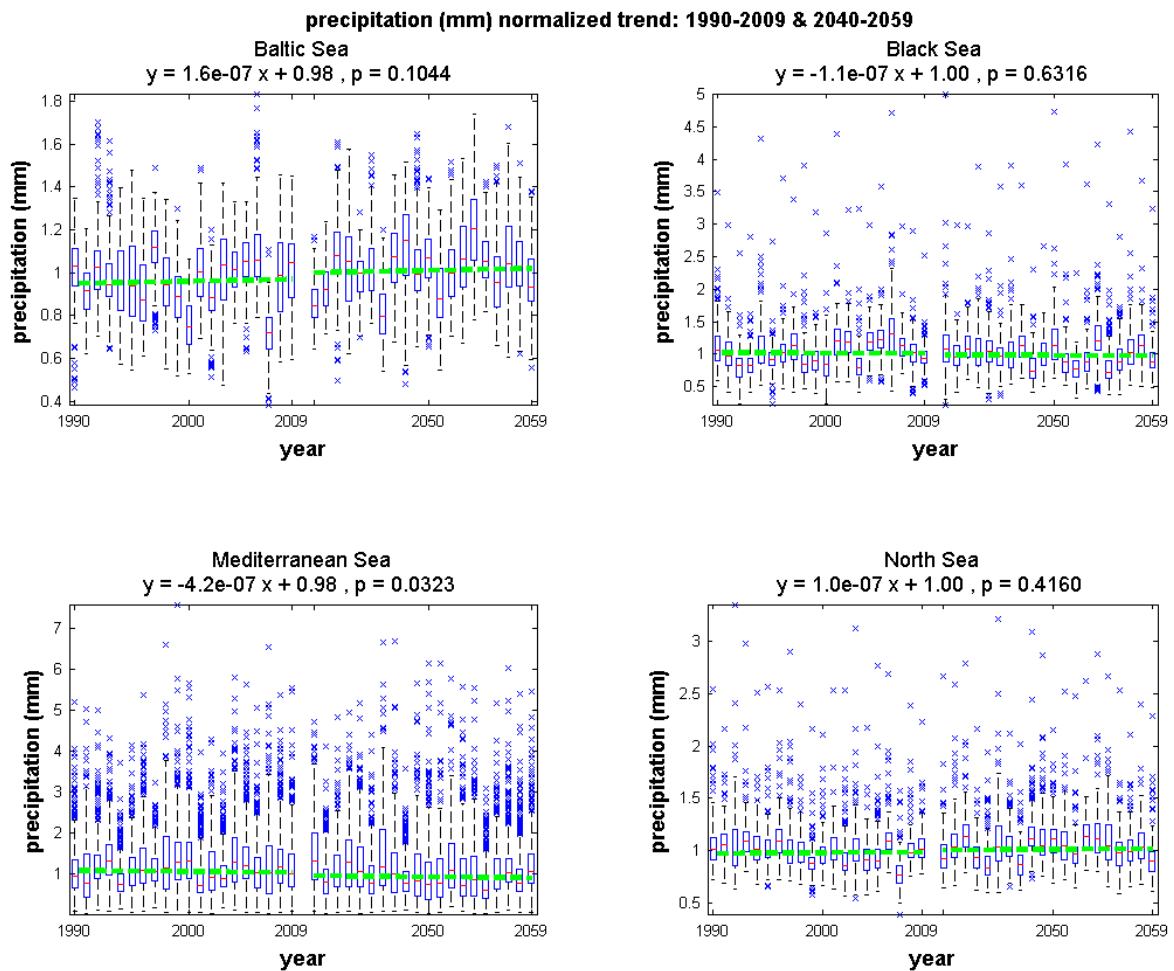 precipitation (mm) normalized trend: 1990-2009 & 2040-2059
Baltic Sea
y = 1.6e-07 x + 0.98 , p = 0.1044
precipitation (mm)
1.8
1.6
1.4
1.2
1
0.8
0.6
0.4
1990 2000 2009 2050 2059
year
Black Sea
y = -1.1e-07 x + 1.00 , p = 0.6316
precipitation (mm)
5
4.5
4
3.5
3
2.5
2
1.5
1
0.5
1990 2000 2009 2050 2059
year
Mediterranean Sea
y = -4.2e-07 x + 0.98 , p = 0.0323
precipitation (mm)
7
6
5
4
3
2
1
1990 2000 2009 2050 2059
year
North Sea
y = 1.0e-07 x + 1.00 , p = 0.4160
precipitation (mm)
3
2.5
2
1.5
1
0.5
1990 2000 2009 2050 2059
year